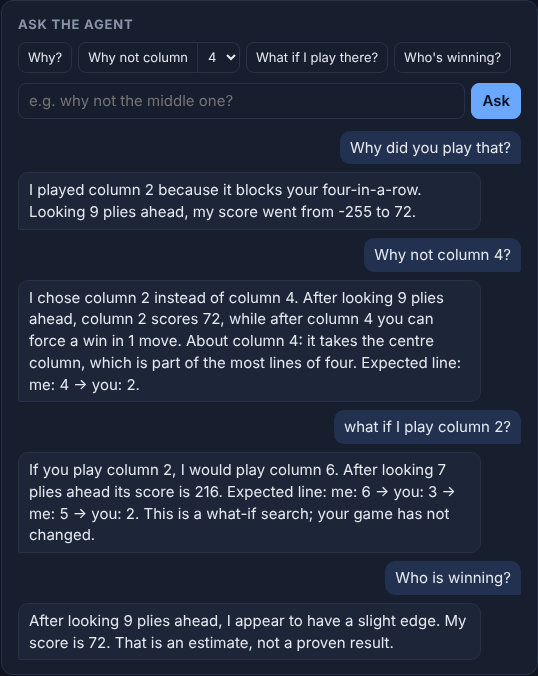 ASK THE AGENT
Why? Why not column 4 What if I play there? Who's winning?
e.g. why not the middle one? Ask
Why did you play that?
I played column 2 because it blocks your four-in-a-row.
Looking 9 plies ahead, my score went from -255 to 72.
Why not column 4?
I chose column 2 instead of column 4. After looking 9 plies
ahead, column 2 scores 72, while after column 4 you can
force a win in 1 move. About column 4: it takes the centre
column, which is part of the most lines of four. Expected line:
me: 4 → you: 2.
what if I play column 2?
If you play column 2, I would play column 6. After looking 7
plies ahead its score is 216. Expected line: me: 6 → you: 3 →
me: 5 → you: 2. This is a what-if search; your game has not
changed.
Who is winning?
After looking 9 plies ahead, I appear to have a slight edge. My
score is 72. That is an estimate, not a proven result.